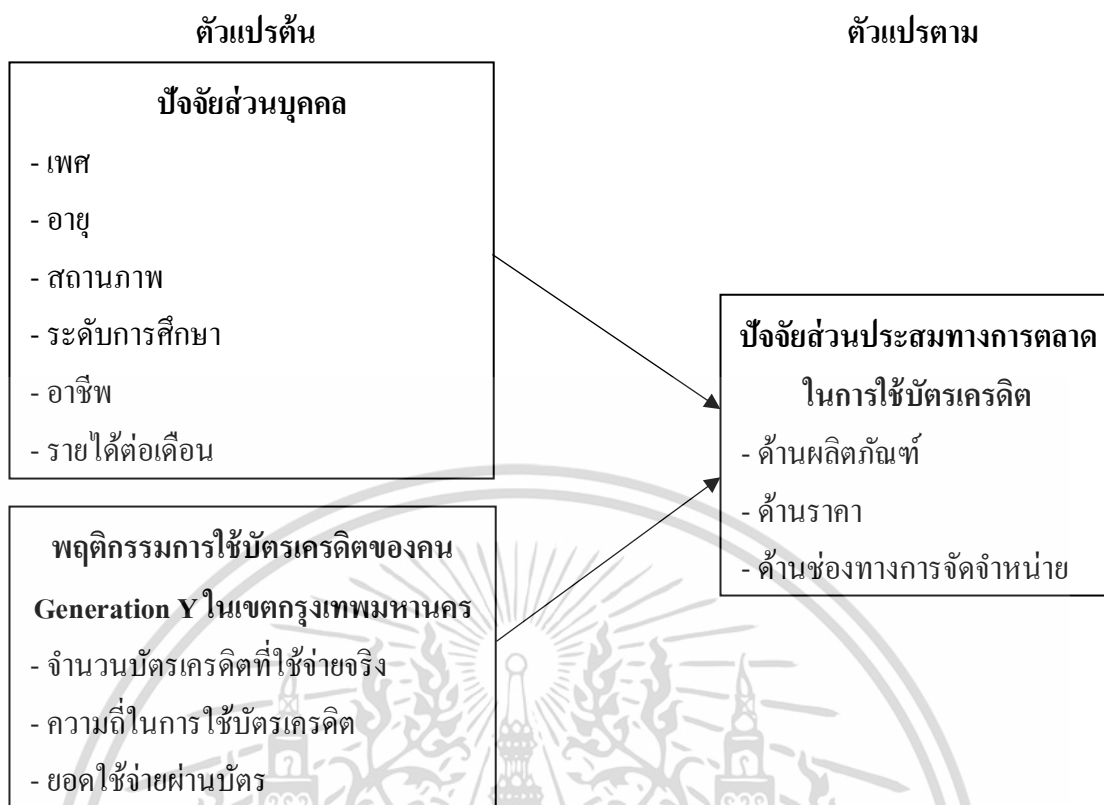 ตัวแปรต้น
ตัวแปรตาม
ปัจจัยส่วนบุคคล
- เพศ
- อายุ
- สถานภาพ
- ระดับการศึกษา
- อาชีพ
- รายได้ต่อเดือน
พฤติกรรมการใช้บัตรเครดิตของคน
Generation Y ในเขตกรุงเทพมหานคร
- จำนวนบัตรเครดิตที่ใช้จ่ายจริง
- ความถี่ในการใช้บัตรเครดิต
- ยอดใช้จ่ายผ่านบัตร
ปัจจัยส่วนประสมทางการตลาด
ในการใช้บัตรเครดิต
- ด้านผลิตภัณฑ์
- ด้านราคา
- ด้านช่องทางการจัดจำหน่าย